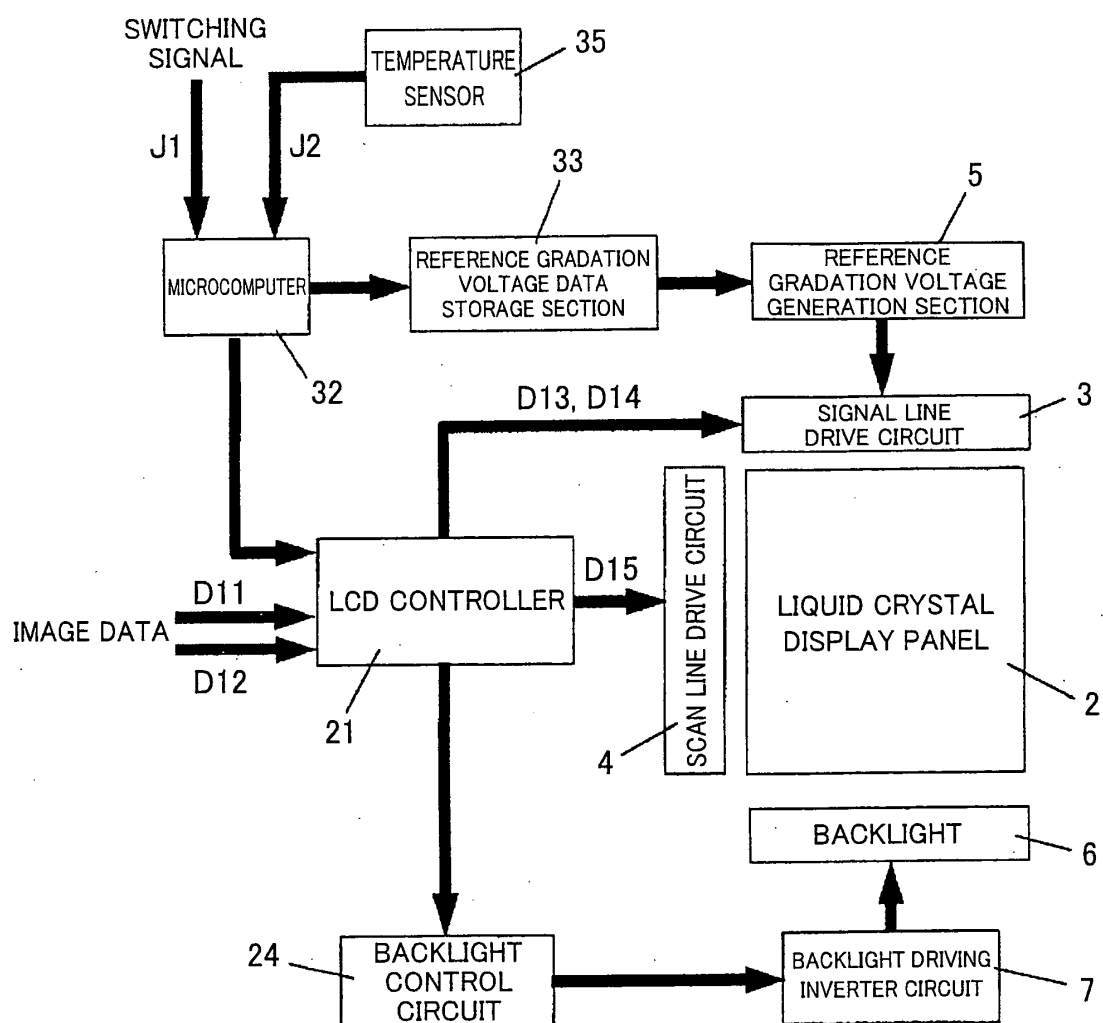 SWITCHING
SIGNAL
TEMPERATURE
SENSOR
35
J1
J2
33
5
MICROCOMPUTER
REFERENCE GRADATION
VOLTAGE DATA
STORAGE SECTION
REFERENCE
GRADATION VOLTAGE
GENERATION SECTION
32
D13, D14
SIGNAL LINE
DRIVE CIRCUIT
3
SCAN LINE DRIVE CIRCUIT
4
LIQUID CRYSTAL
DISPLAY PANEL
2
IMAGE DATA
D11
D12
LCD CONTROLLER
D15
21
BACKLIGHT
6
24
BACKLIGHT
CONTROL
CIRCUIT
BACKLIGHT DRIVING
INVERTER CIRCUIT
7